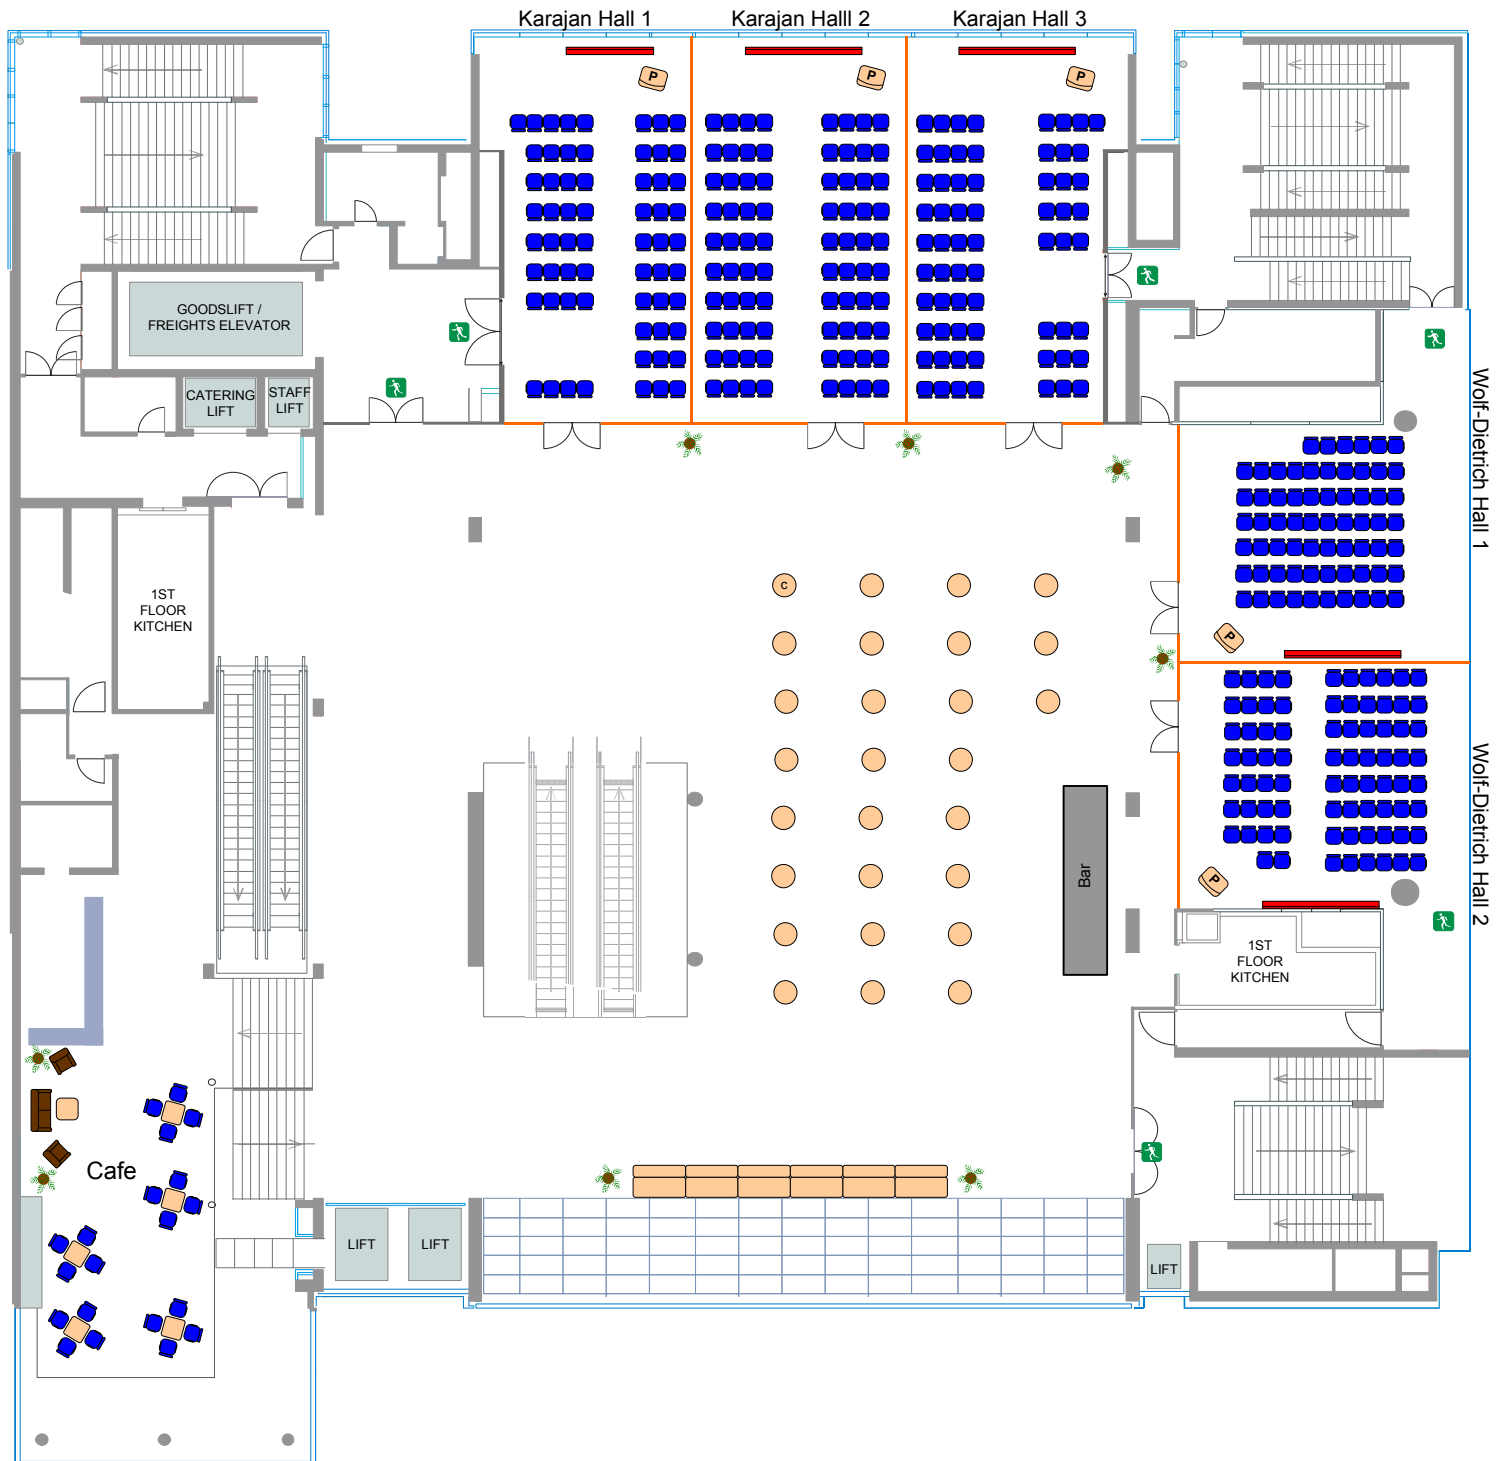 Karajan Hall 1
Karajan Halll 2
Karajan Hall 3
P
P
P
GOODSLIFT /
FREIGHTS ELEVATOR
CATERING
LIFT
STAFF
LIFT
Wolf-Dietrich Hall 1
1ST
FLOOR
KITCHEN
C
P
Wolf-Dietrich Hall 2
Bar
P
1ST
FLOOR
KITCHEN
Cafe
LIFT
LIFT
LIFT